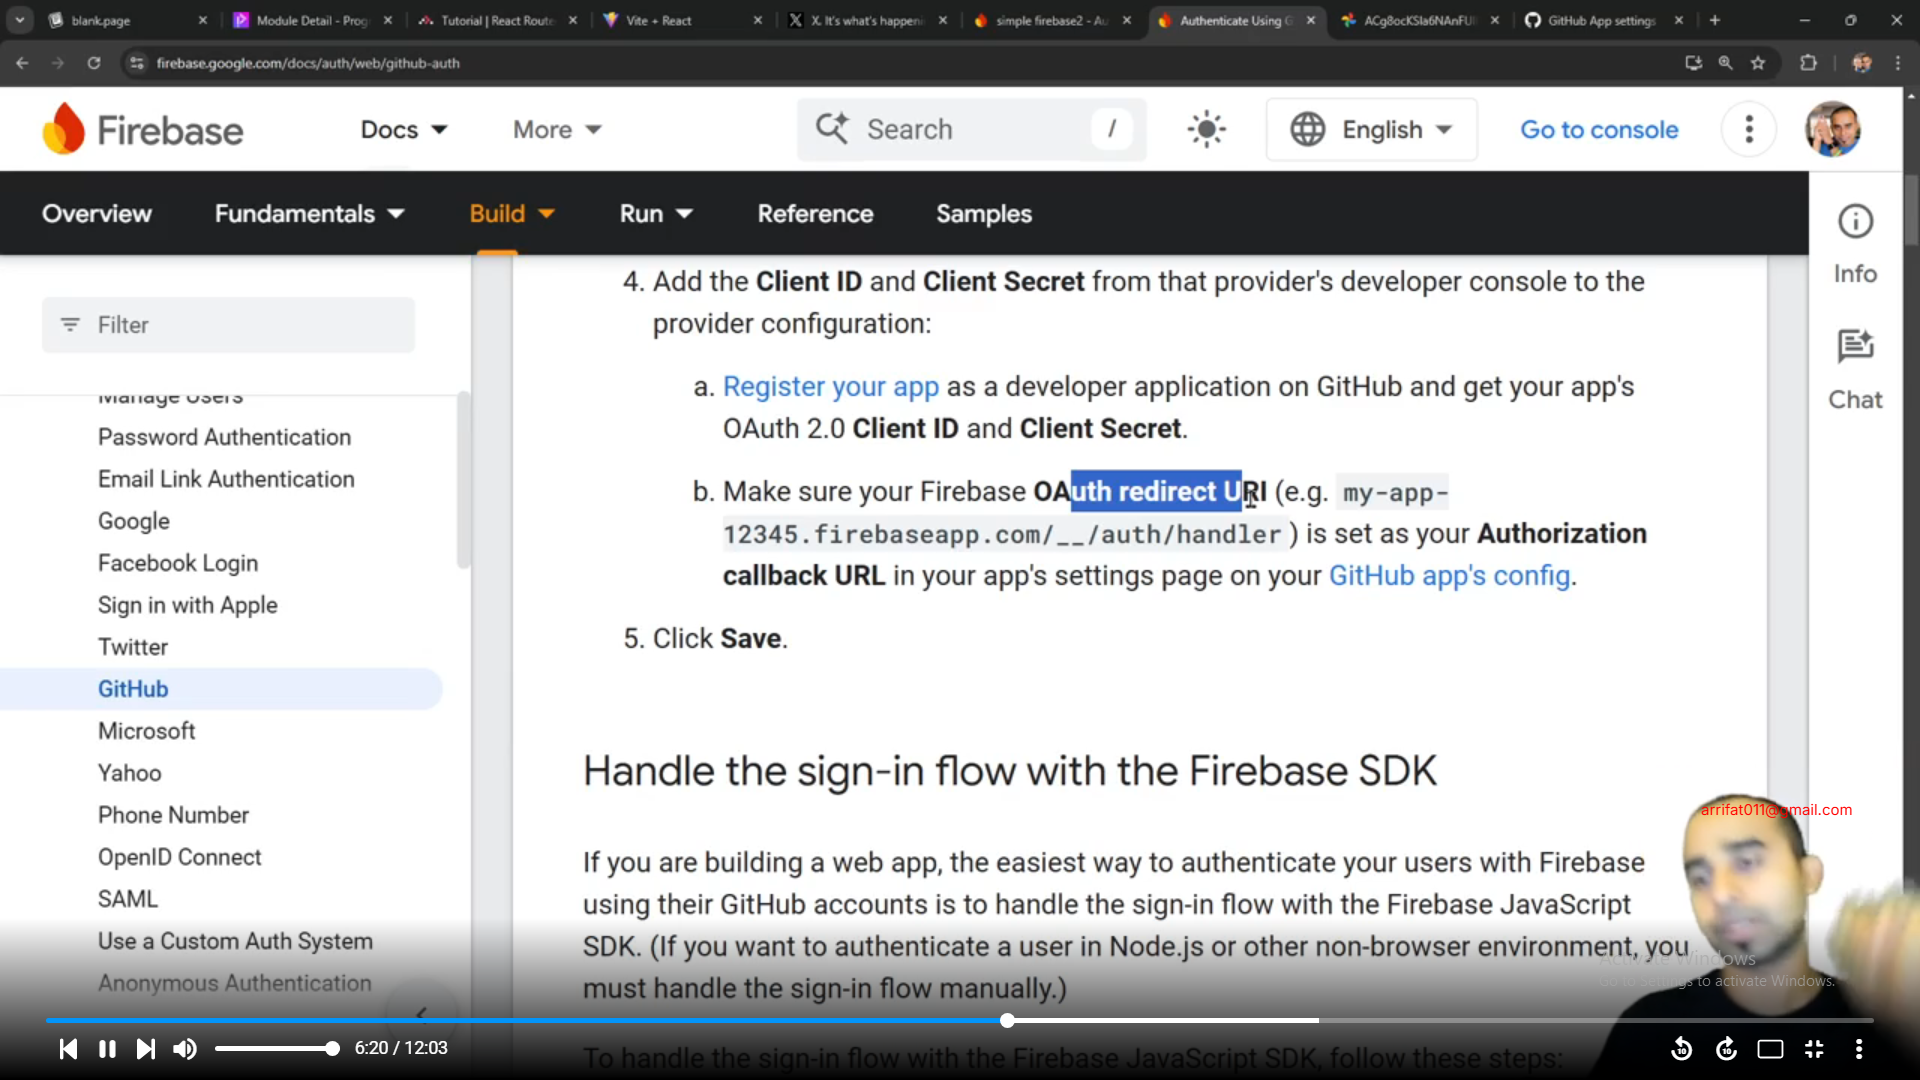 blank.page
Module Detail - Prog
Tutorial | React Route
Vite + React
X. It's what's happeni
simple firebase2 - Au
Authenticate Using G
ACg8ocKSla6NAnFUI
GitHub App settings
firebase.google.com/docs/auth/web/github-auth
Firebase
Docs
More
Search
/
English
Go to console
Overview
Fundamentals
Build
Run
Reference
Samples
Info
Chat
Filter
Manage Users
Password Authentication
Email Link Authentication
Google
Facebook Login
Sign in with Apple
Twitter
GitHub
Microsoft
Yahoo
Phone Number
OpenID Connect
SAML
Use a Custom Auth System
Anonymous Authentication
4. Add the Client ID and Client Secret from that provider's developer console to the
provider configuration:
a. Register your app as a developer application on GitHub and get your app's
OAuth 2.0 Client ID and Client Secret.
b. Make sure your Firebase OAuth redirect URI (e.g. my-app-
12345.firebaseapp.com/__/auth/handler ) is set as your Authorization
callback URL in your app's settings page on your GitHub app's config.
5. Click Save.
Handle the sign-in flow with the Firebase SDK
If you are building a web app, the easiest way to authenticate your users with Firebase
using their GitHub accounts is to handle the sign-in flow with the Firebase JavaScript
SDK. (If you want to authenticate a user in Node.js or other non-browser environment, you
must handle the sign-in flow manually.)
To handle the sign-in flow with the Firebase JavaScript SDK, follow these steps:
arrifat011@gmail.com
Activate Windows
Go to Settings to activate Windows.
6:20 / 12:03
10
10